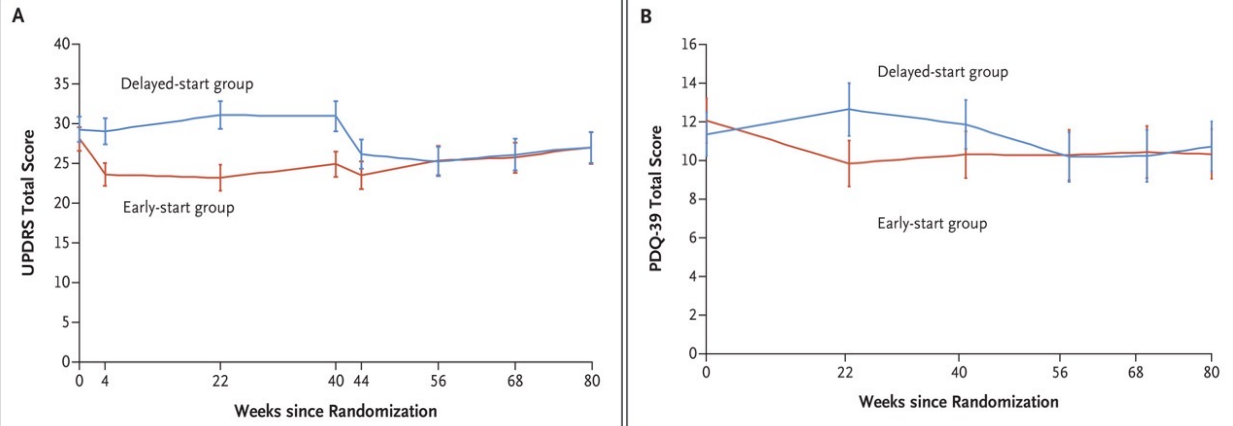 A
UPDRS Total Score
40
35
30
25
20
15
10
5
0
Delayed-start group
Early-start group
0 4 22 40 44 56 68 80
Weeks since Randomization
B
PDQ-39 Total Score
16
14
12
10
8
6
4
2
0
Delayed-start group
Early-start group
0 22 40 56 68 80
Weeks since Randomization